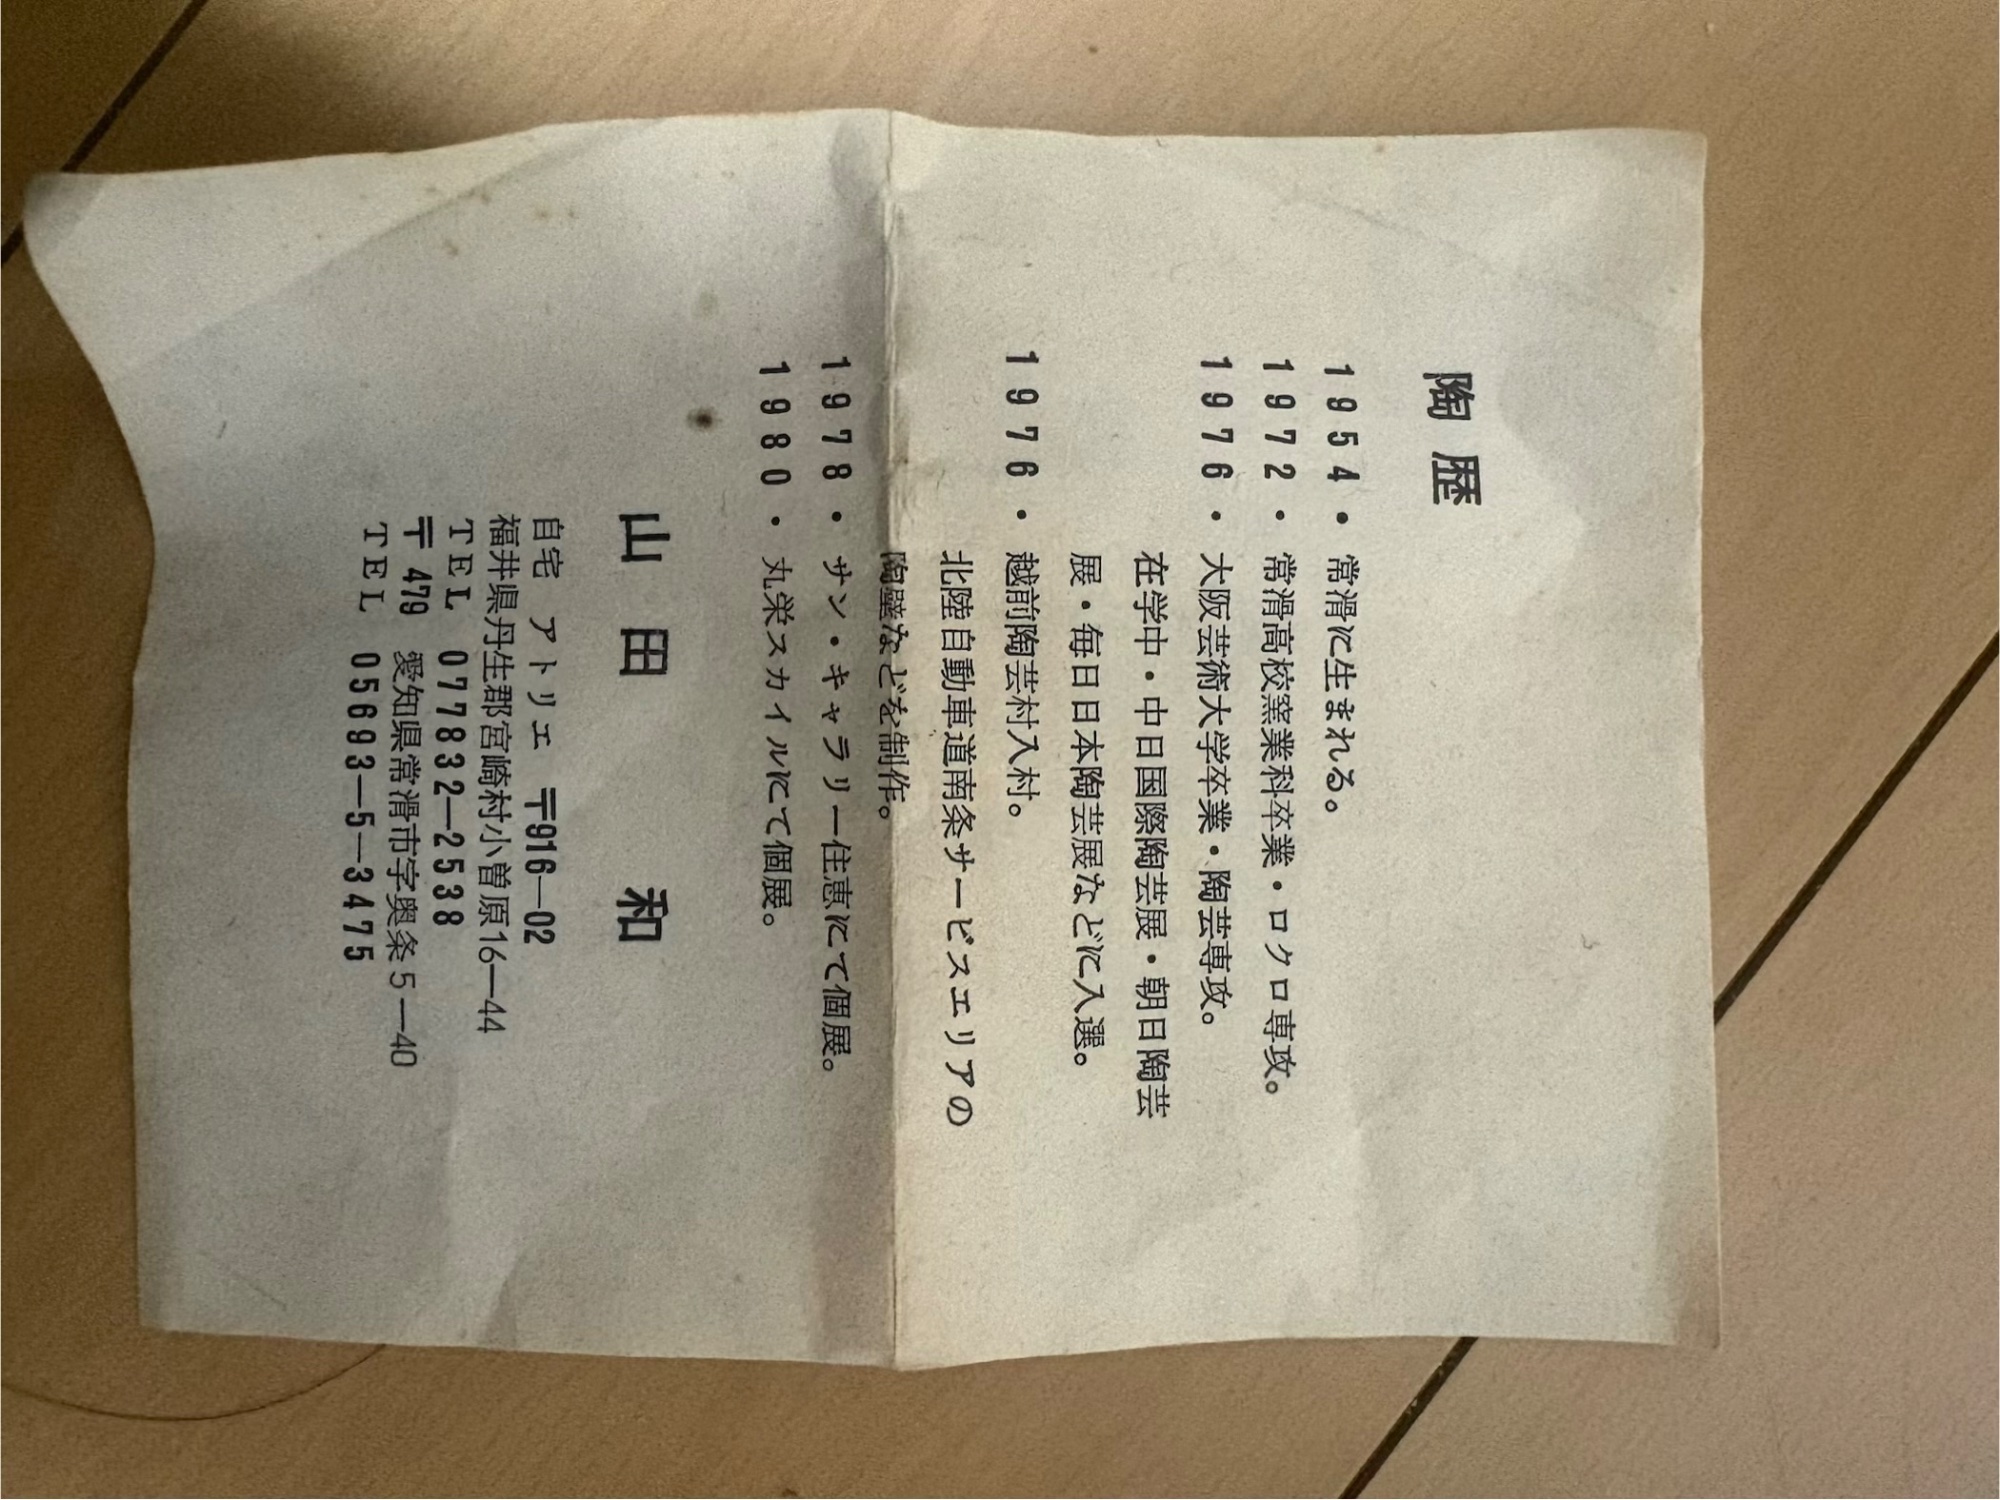 陶歴
1954・常滑に生まれる。
1972・常滑高校窯業科卒業・ロクロ専攻。
1976・大阪芸術大学卒業・陶芸専攻。
在学中・中日国際陶芸展・朝日陶芸
展・毎日日本陶芸展などに入選。
1976・越前陶芸村入村。
北陸自動車道南条サービスエリアの
陶壁などを制作。
1978・サン・キャラリー住恵にて個展。
1980・丸栄スカイルにて個展。
山田 和
自宅 アトリエ 〒916—02
福井県丹生郡宮崎村小曽原16—44
TEL 07783２—2538
〒479 愛知県常滑市字奥条5—40
TEL 05693—5—3475